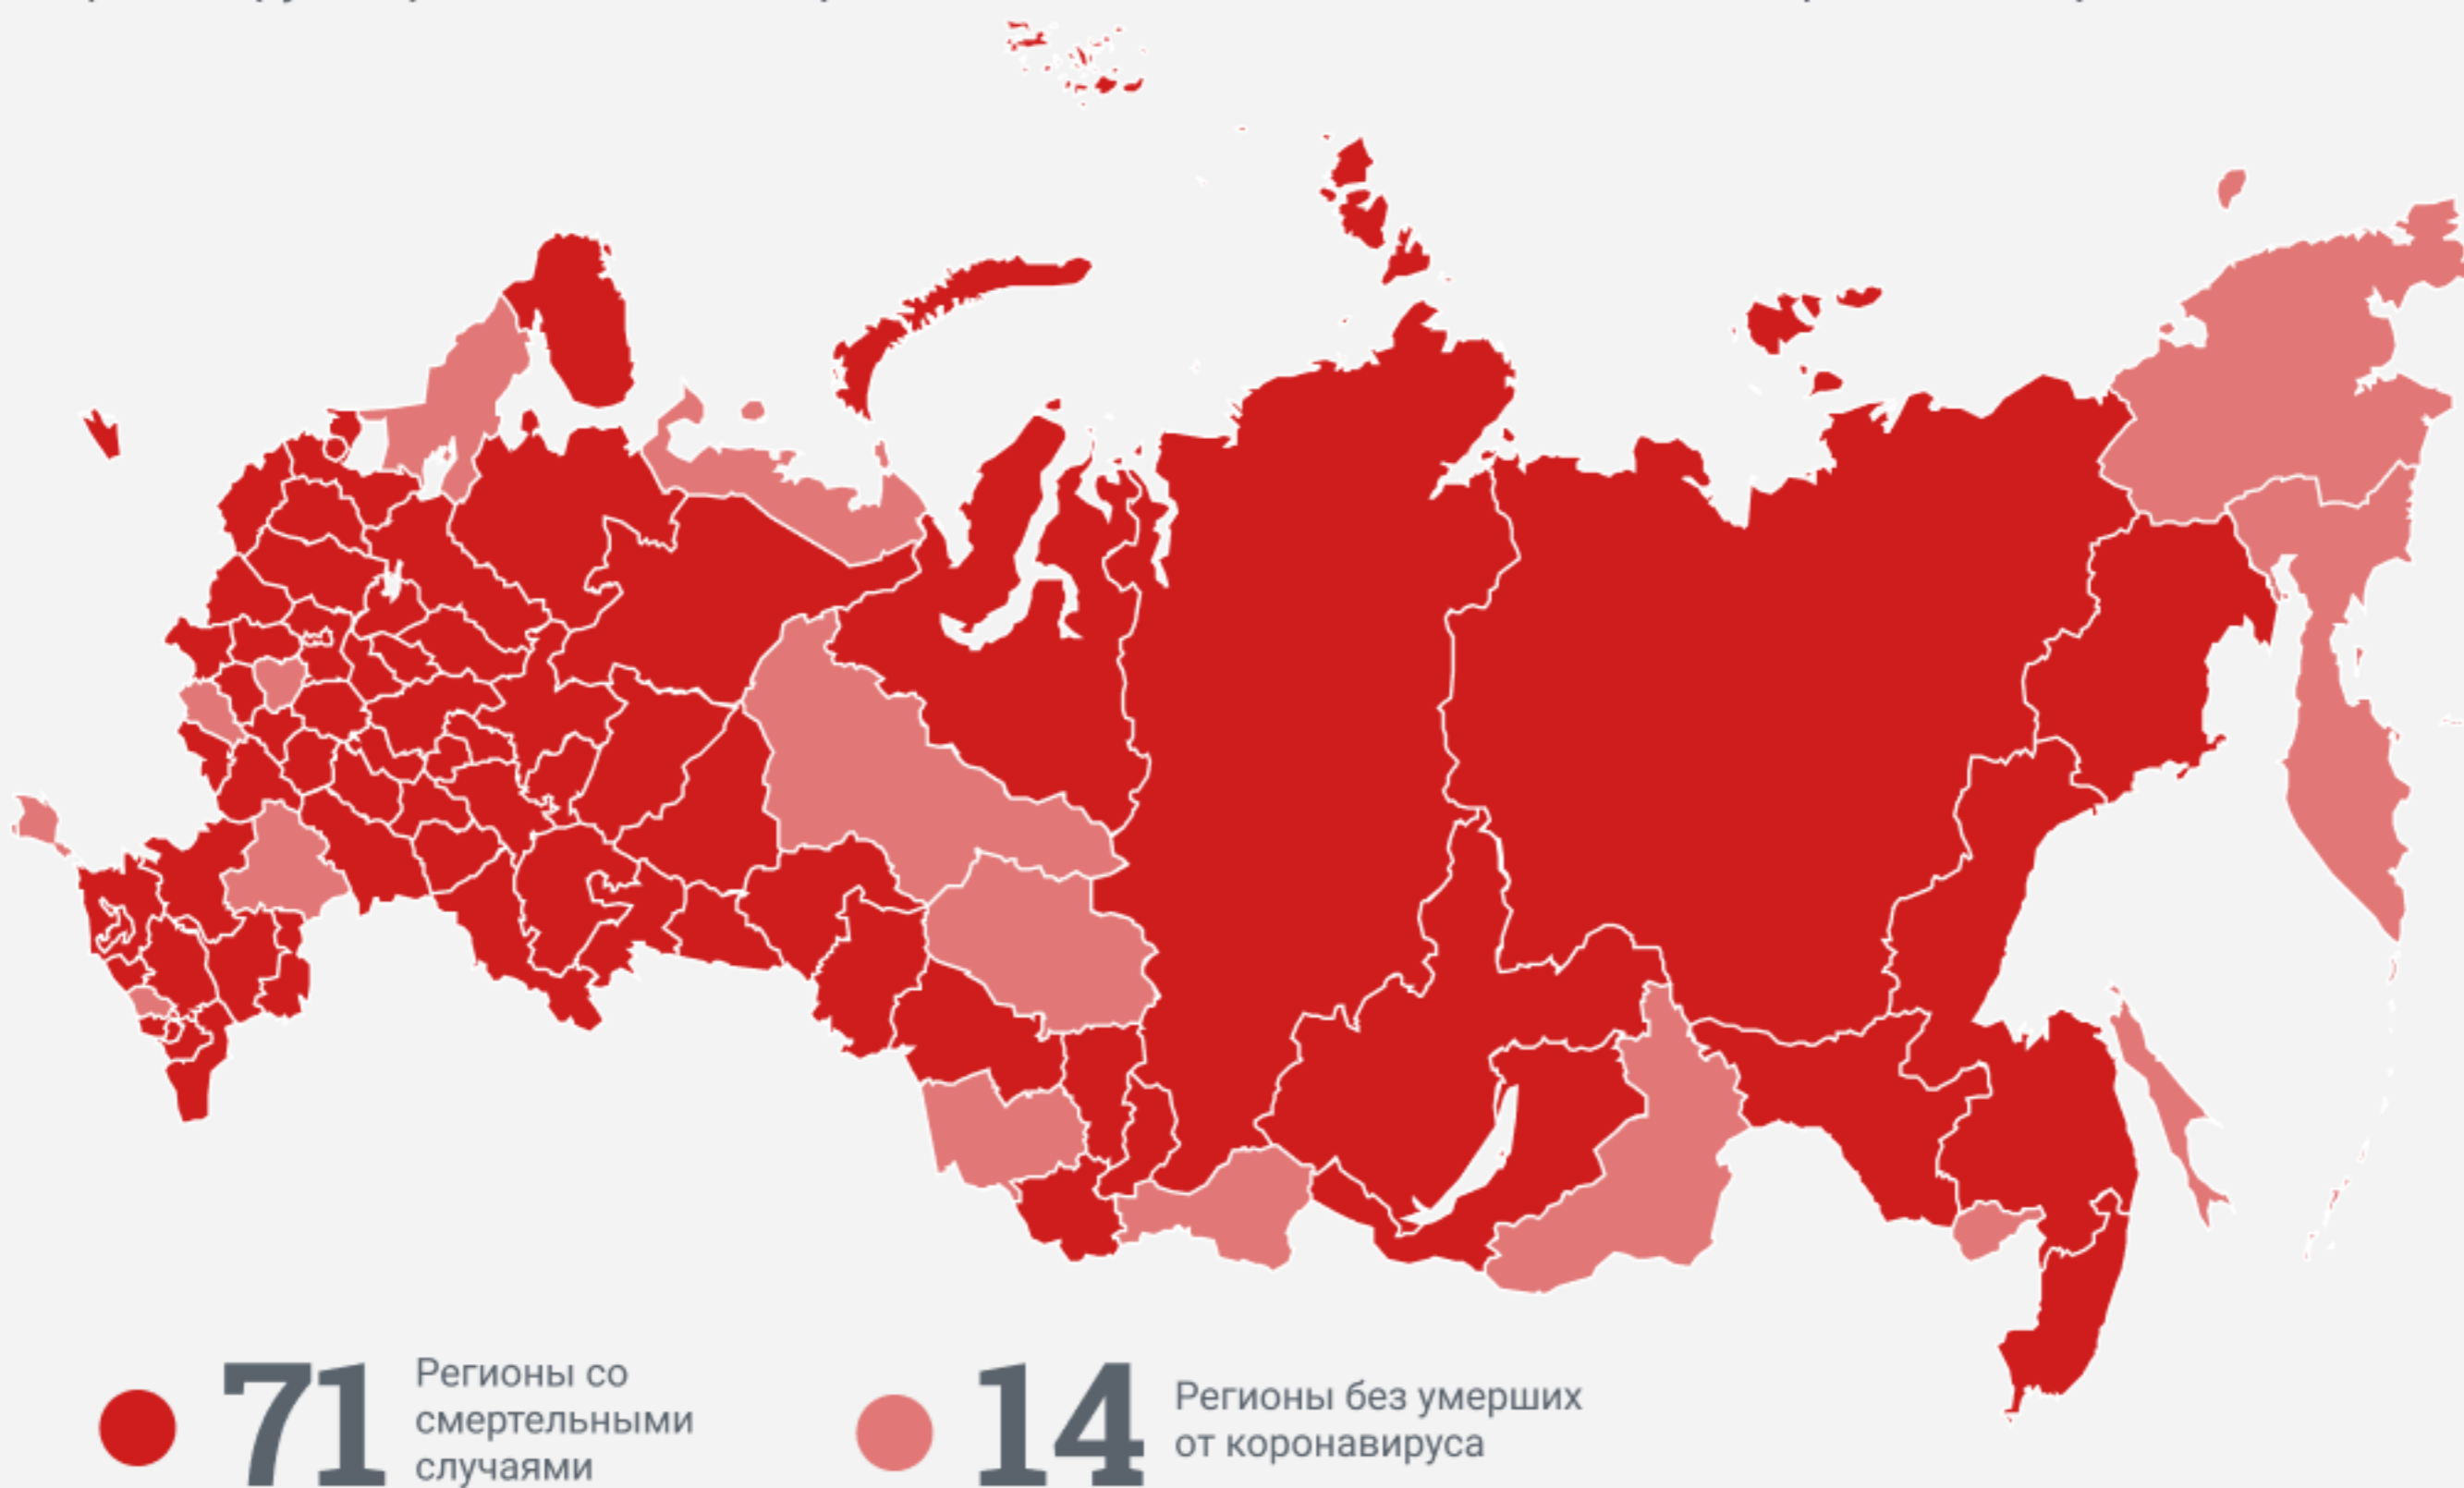 71
Регионы со
смертельными
случаями
14
Регионы без умерших
от коронавируса